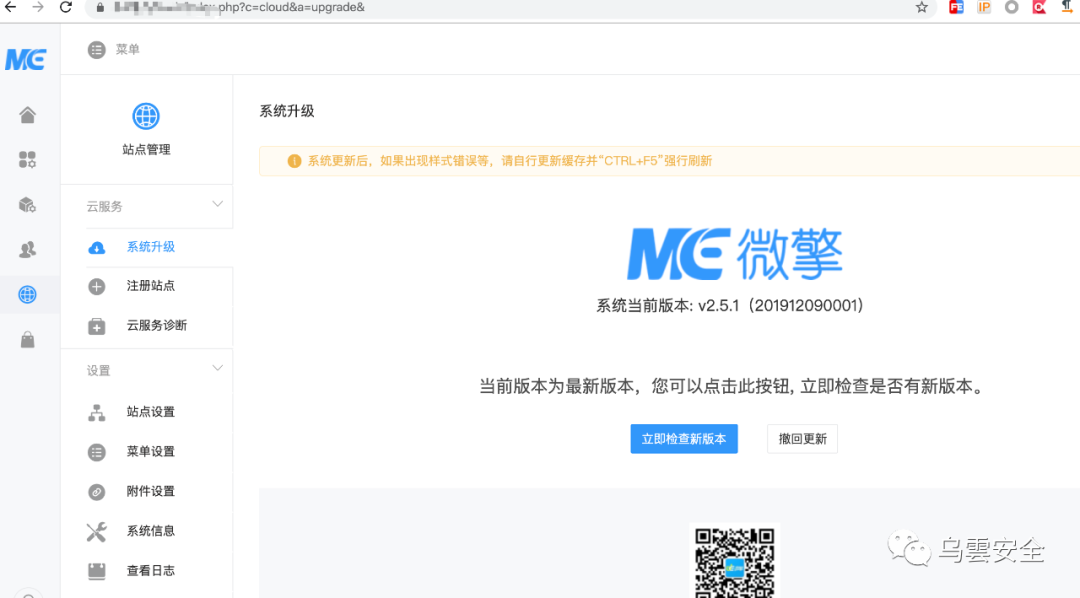 .php?c=cloud&a=upgrade&
FE
IP
ME
菜单
站点管理
云服务
系统升级
注册站点
云服务诊断
设置
站点设置
菜单设置
附件设置
系统信息
查看日志
系统升级
系统更新后，如果出现样式错误等，请自行更新缓存并“CTRL+F5”强行刷新
微擎
系统当前版本: v2.5.1（201912090001）
当前版本为最新版本，您可以点击此按钮, 立即检查是否有新版本。
立即检查新版本
撤回更新
乌雲安全